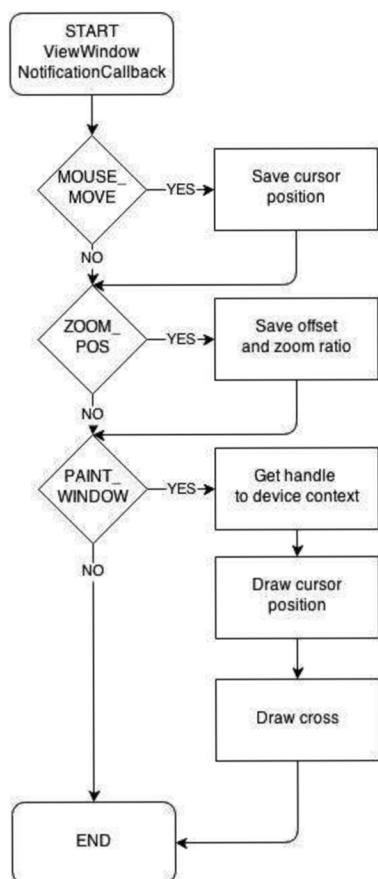 START
ViewWindow
NotificationCallback
MOUSE_
MOVE
YES
Save cursor
position
NO
ZOOM_
POS
YES
Save offset
and zoom ratio
NO
PAINT_
WINDOW
YES
Get handle
to device context
NO
Draw cursor
position
Draw cross
END